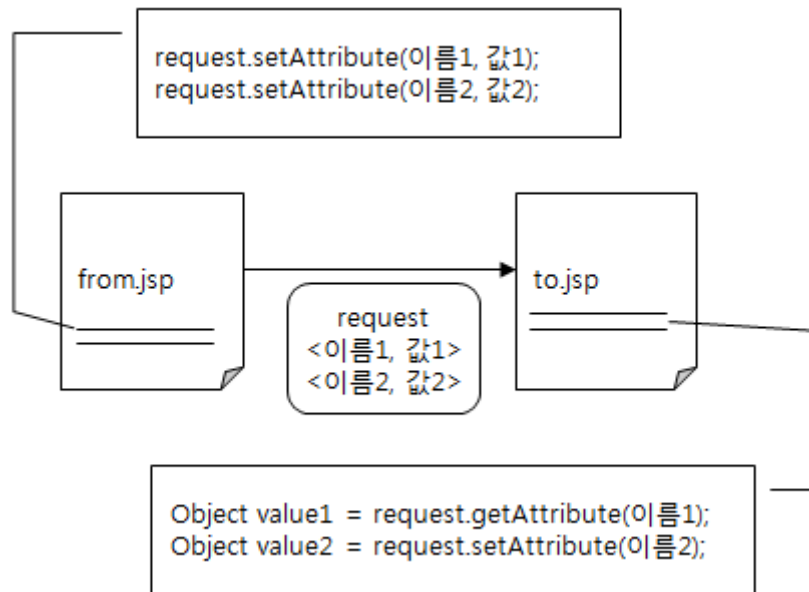 request.setAttribute(이름1, 값1);
request.setAttribute(이름2, 값2);
from.jsp
to.jsp
request
<이름1, 값1>
<이름2, 값2>
Object value1 = request.getAttribute(이름1);
Object value2 = request.setAttribute(이름2);